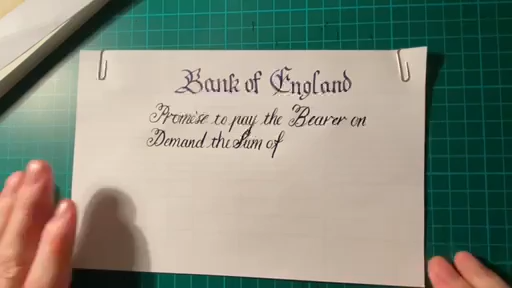 Bank of England
Promise to pay the Bearer on
Demand the Sum of